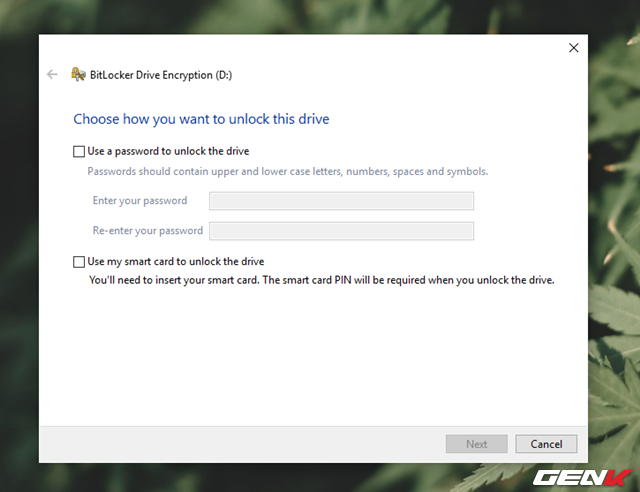 BitLocker Drive Encryption (D:)
Choose how you want to unlock this drive
Use a password to unlock the drive
Passwords should contain upper and lower case letters, numbers, spaces and symbols.
Enter your password
Re-enter your password
Use my smart card to unlock the drive
You'll need to insert your smart card. The smart card PIN will be required when you unlock the drive.
Next Cancel
GENK